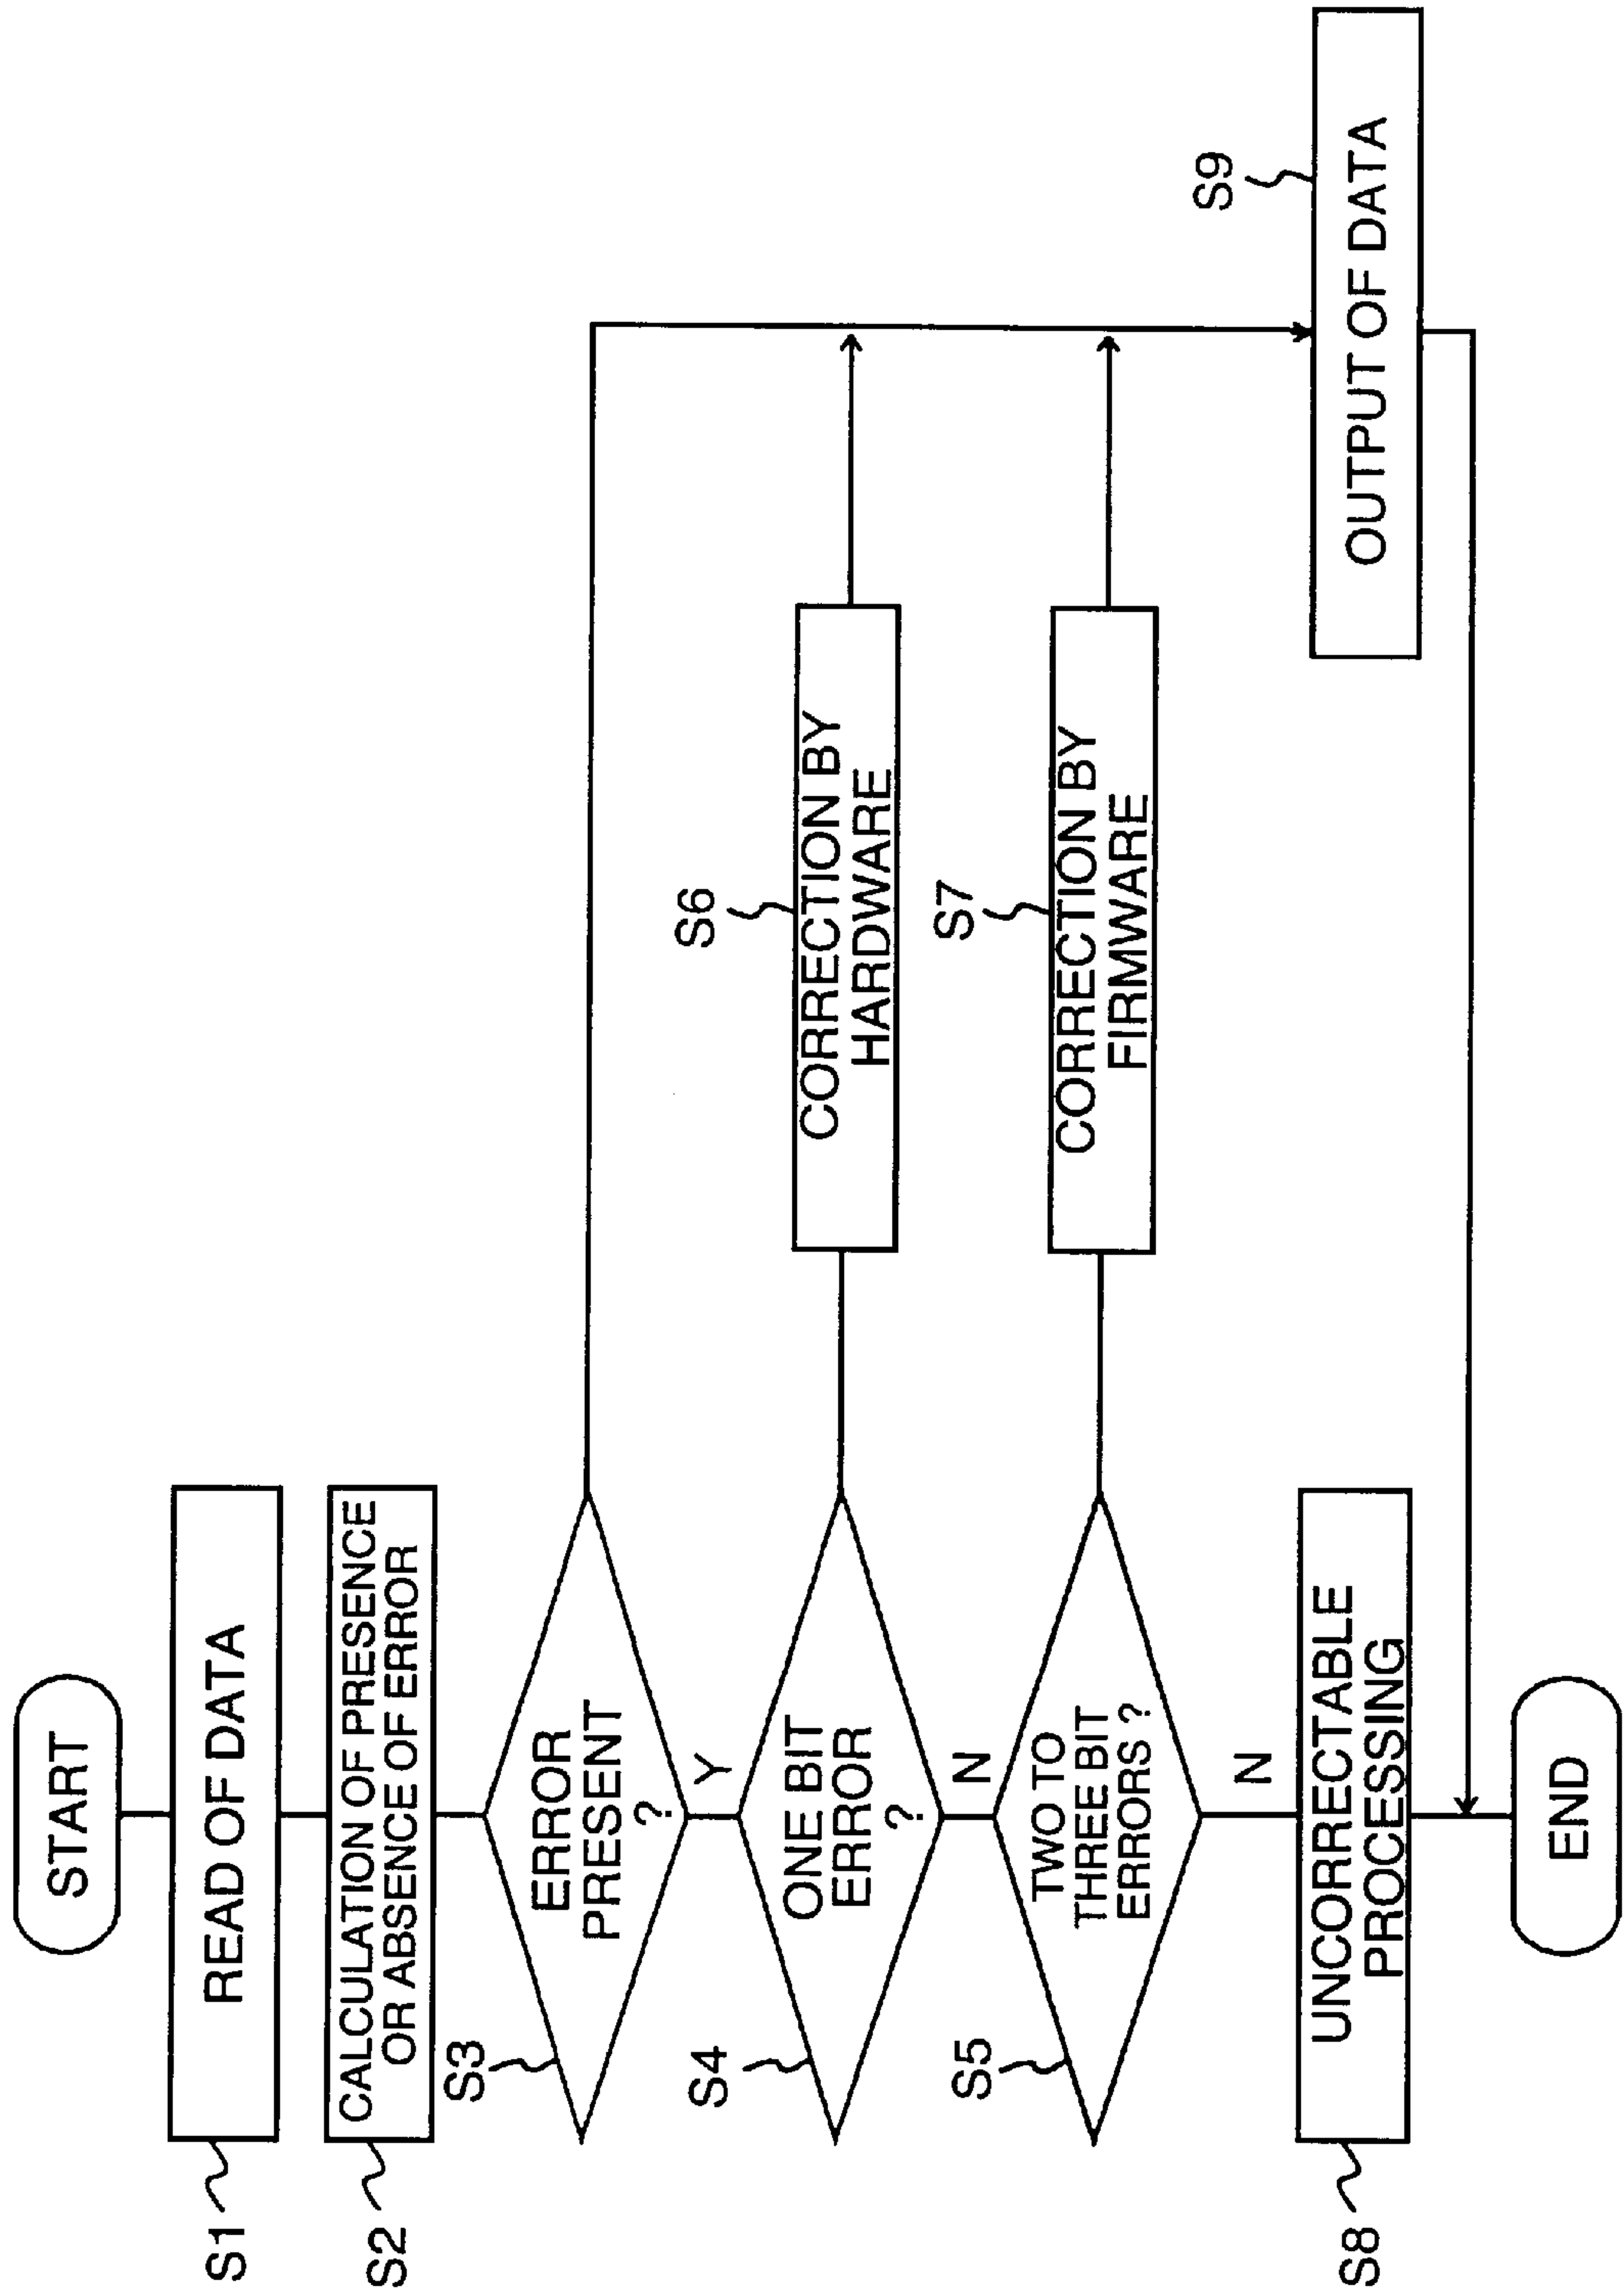 START
S1
READ OF DATA
S2
CALCULATION OF PRESENCE
OR ABSENCE OF ERROR
S3
ERROR
PRESENT
?
Y
S4
ONE BIT
ERROR
?
S6
CORRECTION BY
HARDWARE
N
S5
TWO TO
THREE BIT
ERRORS ?
S7
CORRECTION BY
FIRMWARE
N
S8
UNCORRECTABLE
PROCESSING
S9
OUTPUT OF DATA
END